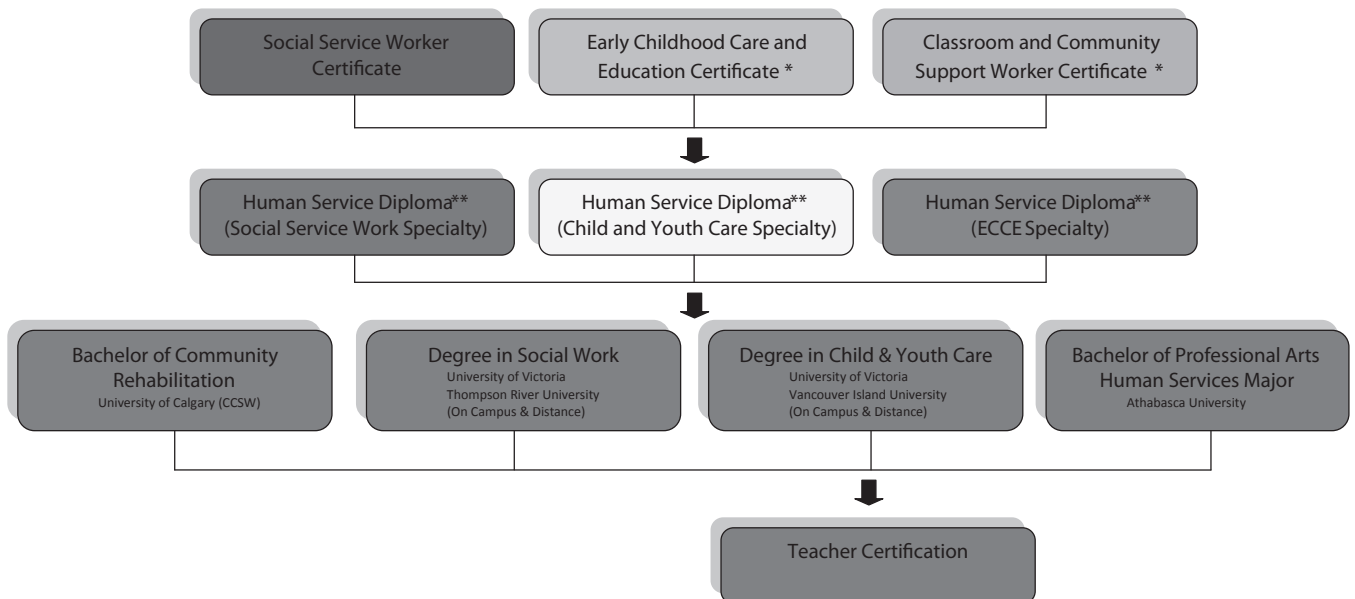 Social Service Worker
Certificate
Early Childhood Care and
Education Certificate *
Classroom and Community
Support Worker Certificate *
Human Service Diploma**
(Social Service Work Specialty)
Human Service Diploma**
(Child and Youth Care Specialty)
Human Service Diploma**
(ECCE Specialty)
Bachelor of Community
Rehabilitation
University of Calgary (CCSW)
Degree in Social Work
University of Victoria
Thompson River University
(On Campus & Distance)
Degree in Child & Youth Care
University of Victoria
Vancouver Island University
(On Campus & Distance)
Bachelor of Professional Arts
Human Services Major
Athabasca University
Teacher Certification